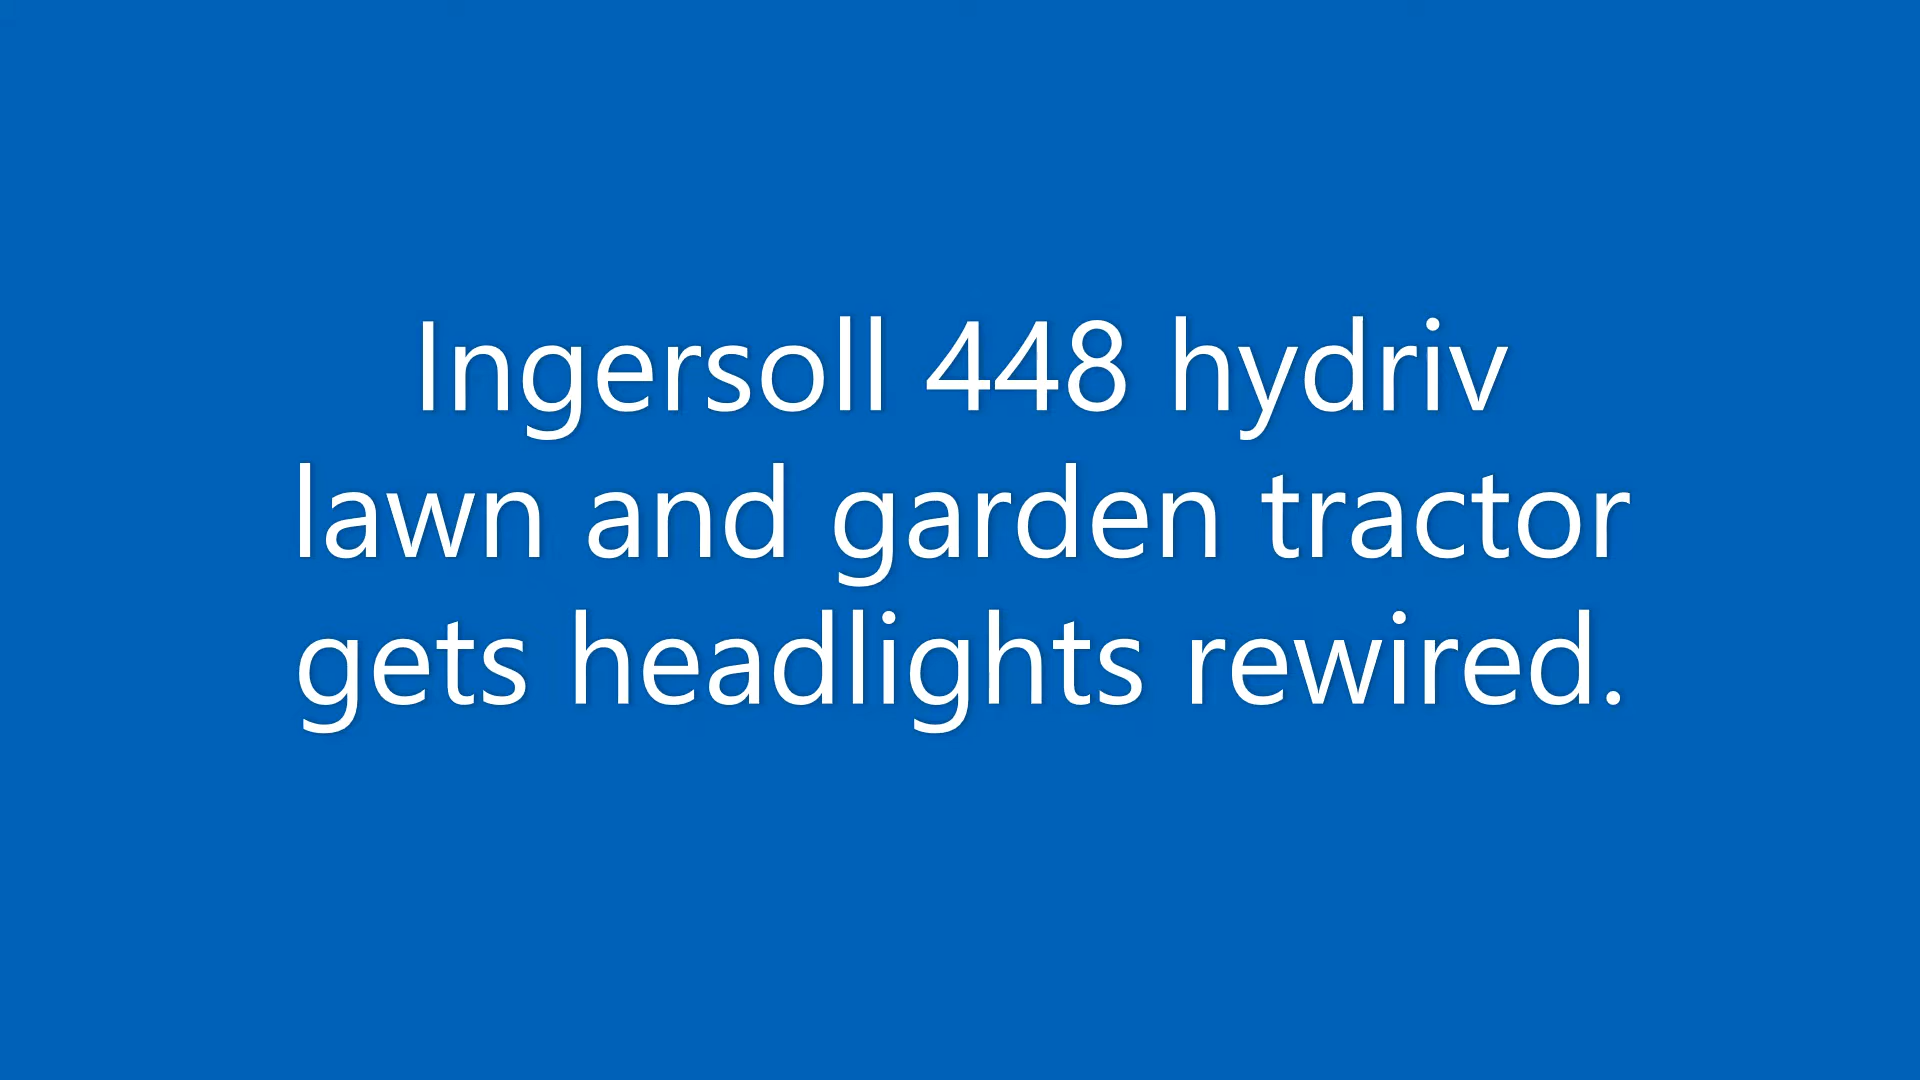 Ingersoll 448 hydriv
lawn and garden tractor
gets headlights rewired.